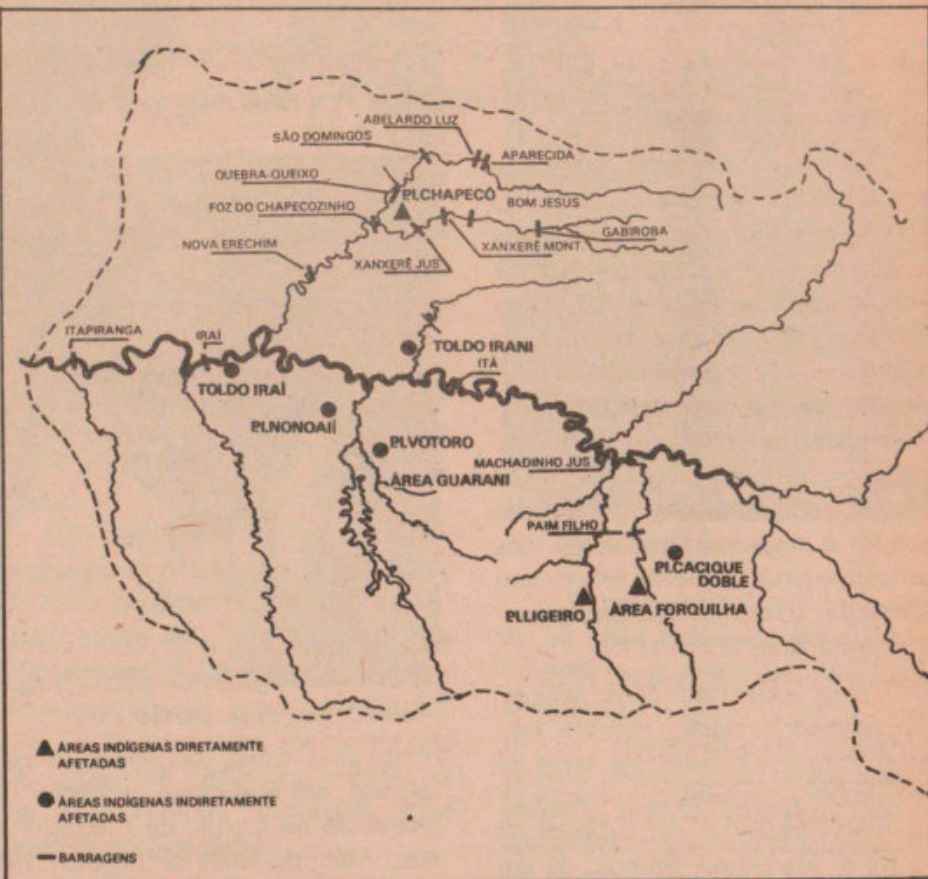 ABELARDO LUZ
SÃO DOMINGOS
APARECIDA
QUEBRA-QUEIXO
P.I.CHAPECÓ
BOM JESUS
FOZ DO CHAPECOZINHO
GABIROBA
NOVA ERECHIM
XANXERÊ JUS
XANXERÊ MONT.
ITAPIRANGA
IRAÍ
TOLDO IRANI
ITÁ
TOLDO IRAÍ
P.I.NONOAIÍ
P.I.VOTORO
MACHADINHO JUS
ÁREA GUARANI
PAIM FILHO
P.I.CACIQUE
DOBLE
P.I.LIGEIRO
ÁREA FORQUILHA
ÁREAS INDÍGENAS DIRETAMENTE
AFETADAS
ÁREAS INDÍGENAS INDIRETAMENTE
AFETADAS
BARRAGENS